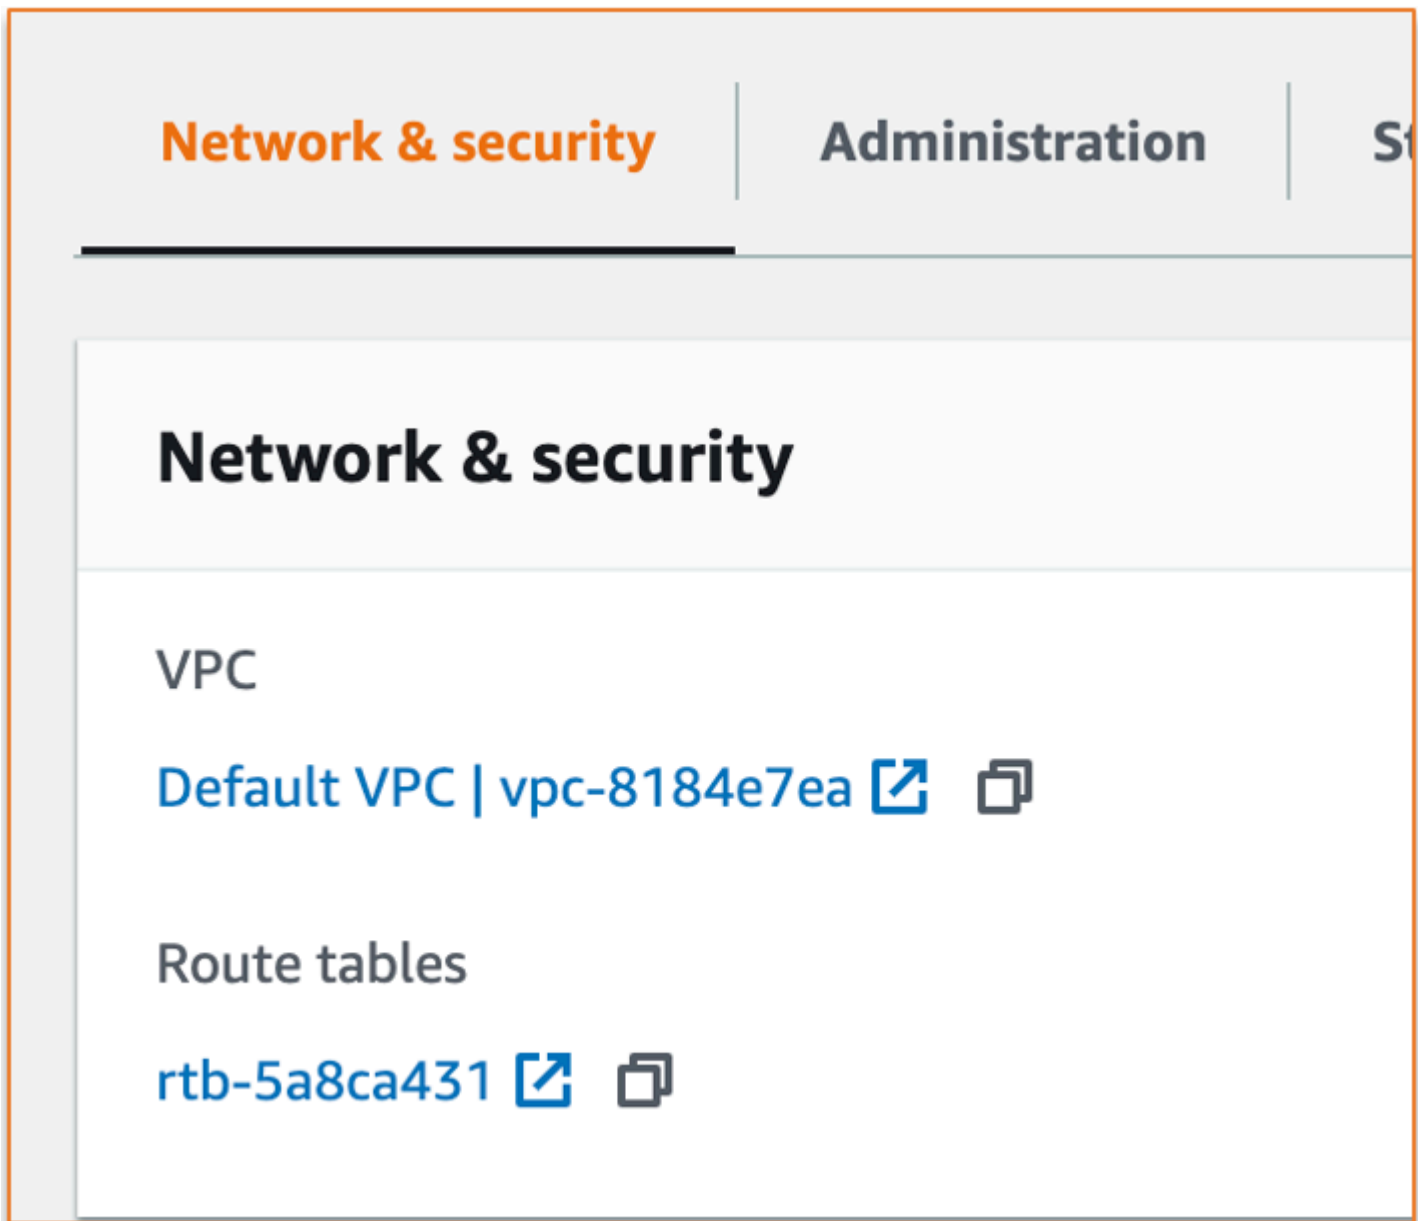 Network & security Administration
Network & security
VPC
Default VPC | vpc-8184e7ea
Route tables
rtb-5a8ca431